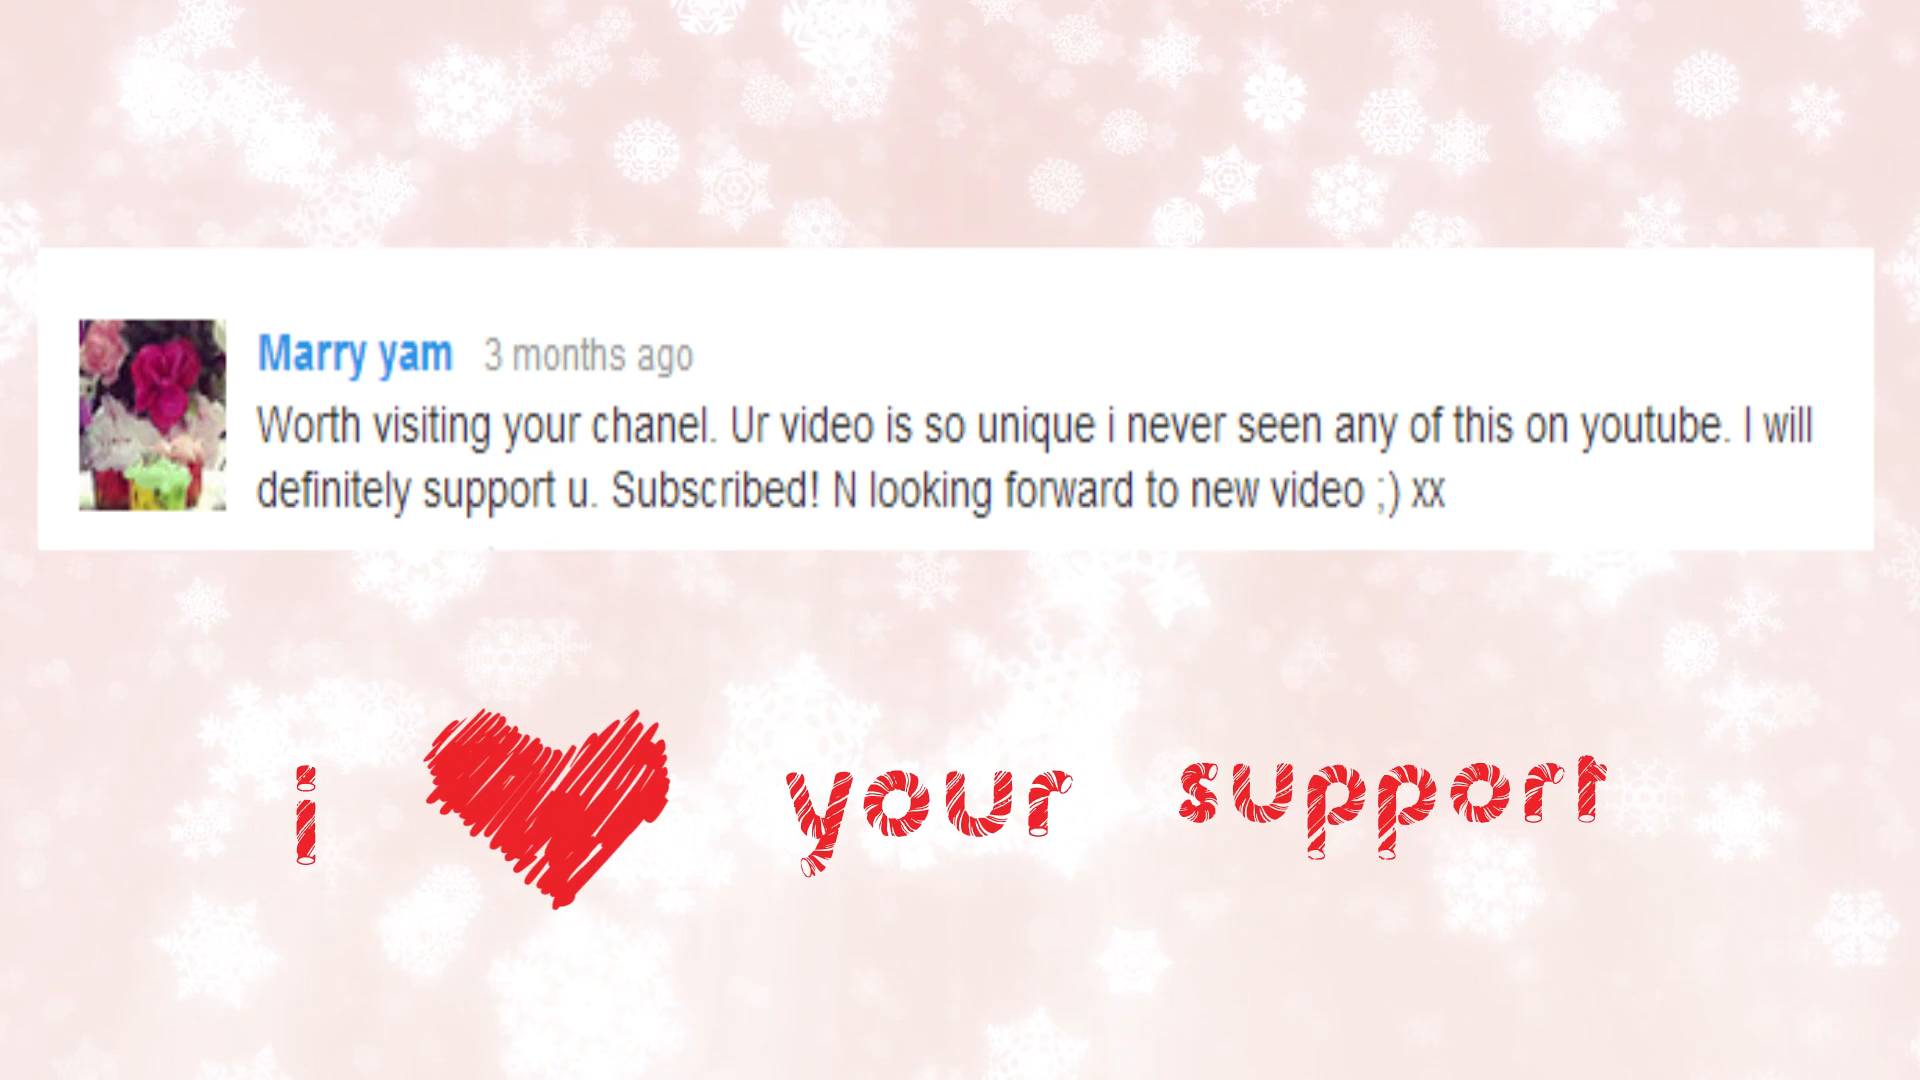 Marry yam 3 months ago
Worth visiting your chanel. Ur video is so unique i never seen any of this on youtube. I will
definitely support u. Subscribed! N looking forward to new video ;) xx
i your support